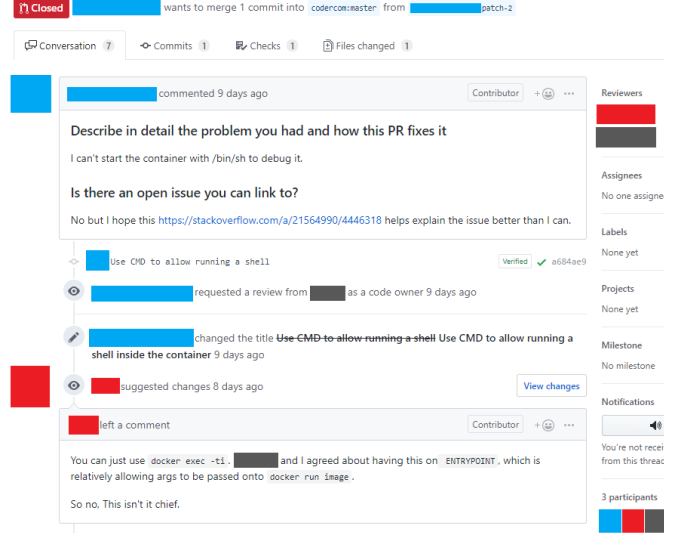 Closed wants to merge 1 commit into codercom:master from patch-2
Conversation 7 Commits 1 Checks 1 Files changed 1
commented 9 days ago Contributor
Reviewers
Describe in detail the problem you had and how this PR fixes it
I can't start the container with /bin/sh to debug it.
Assignees
No one assigne
Is there an open issue you can link to?
No but I hope this https://stackoverflow.com/a/21564990/4446318 helps explain the issue better than I can.
Labels
None yet
Use CMD to allow running a shell Verified a684ae9
requested a review from as a code owner 9 days ago
Projects
None yet
changed the title Use CMD to allow running a shell Use CMD to allow running a
shell inside the container 9 days ago
Milestone
No milestone
suggested changes 8 days ago View changes
Notifications
left a comment Contributor
You're not recei
from this threac
You can just use docker exec -ti. and I agreed about having this on ENTRYPOINT, which is
relatively allowing args to be passed onto docker run image.
So no, This isn't it chief.
3 participants